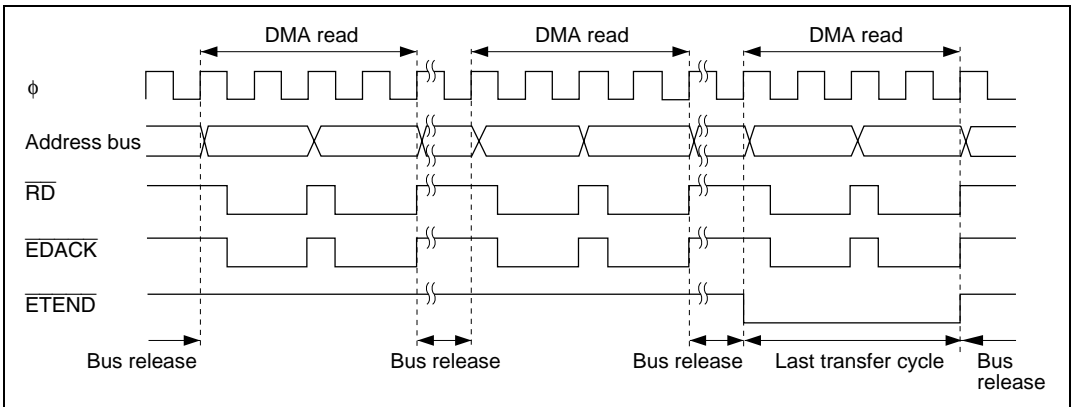 DMA read DMA read DMA read
ϕ
Address bus
RD
EDACK
ETEND
Bus release Bus release Bus release Last transfer cycle Bus
release